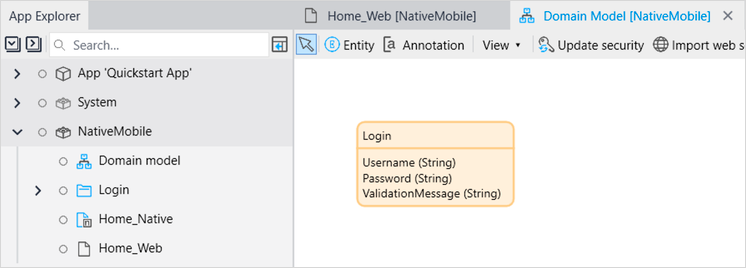 App Explorer
Home_Web [NativeMobile]
Domain Model [NativeMobile]
Search...
Entity
Annotation
View
Update security
Import web s
App 'Quickstart App'
System
NativeMobile
Domain model
Login
Home_Native
Home_Web
Login
Username (String)
Password (String)
ValidationMessage (String)